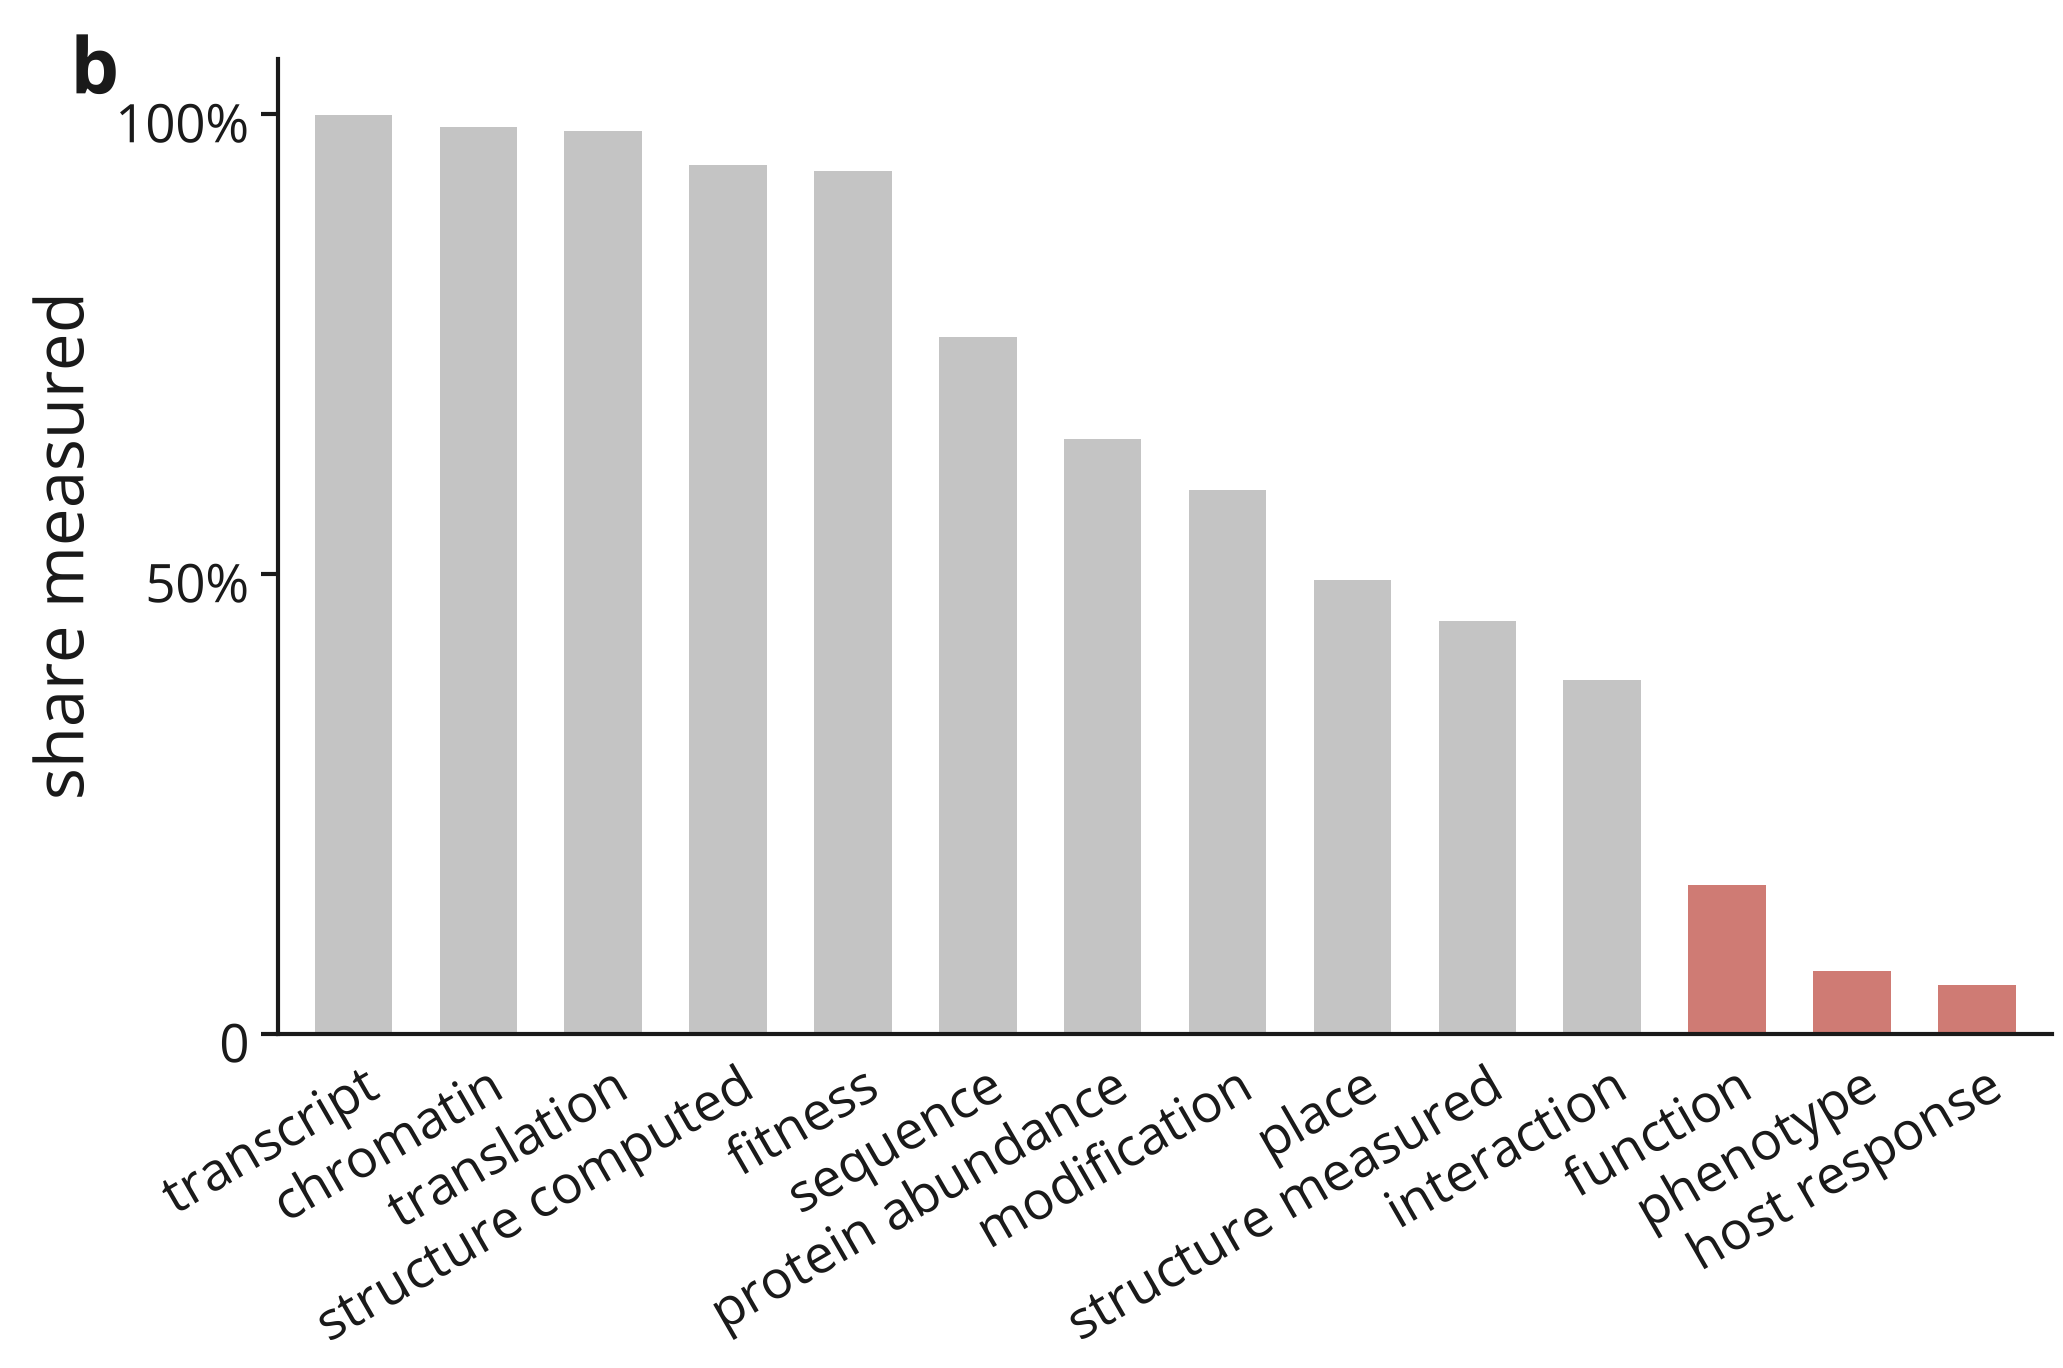 b
100%
50%
0
share measured
transcript
chromatin
translation
structure computed
fitness
sequence
protein abundance
modification
place
structure measured
interaction
function
phenotype
host response